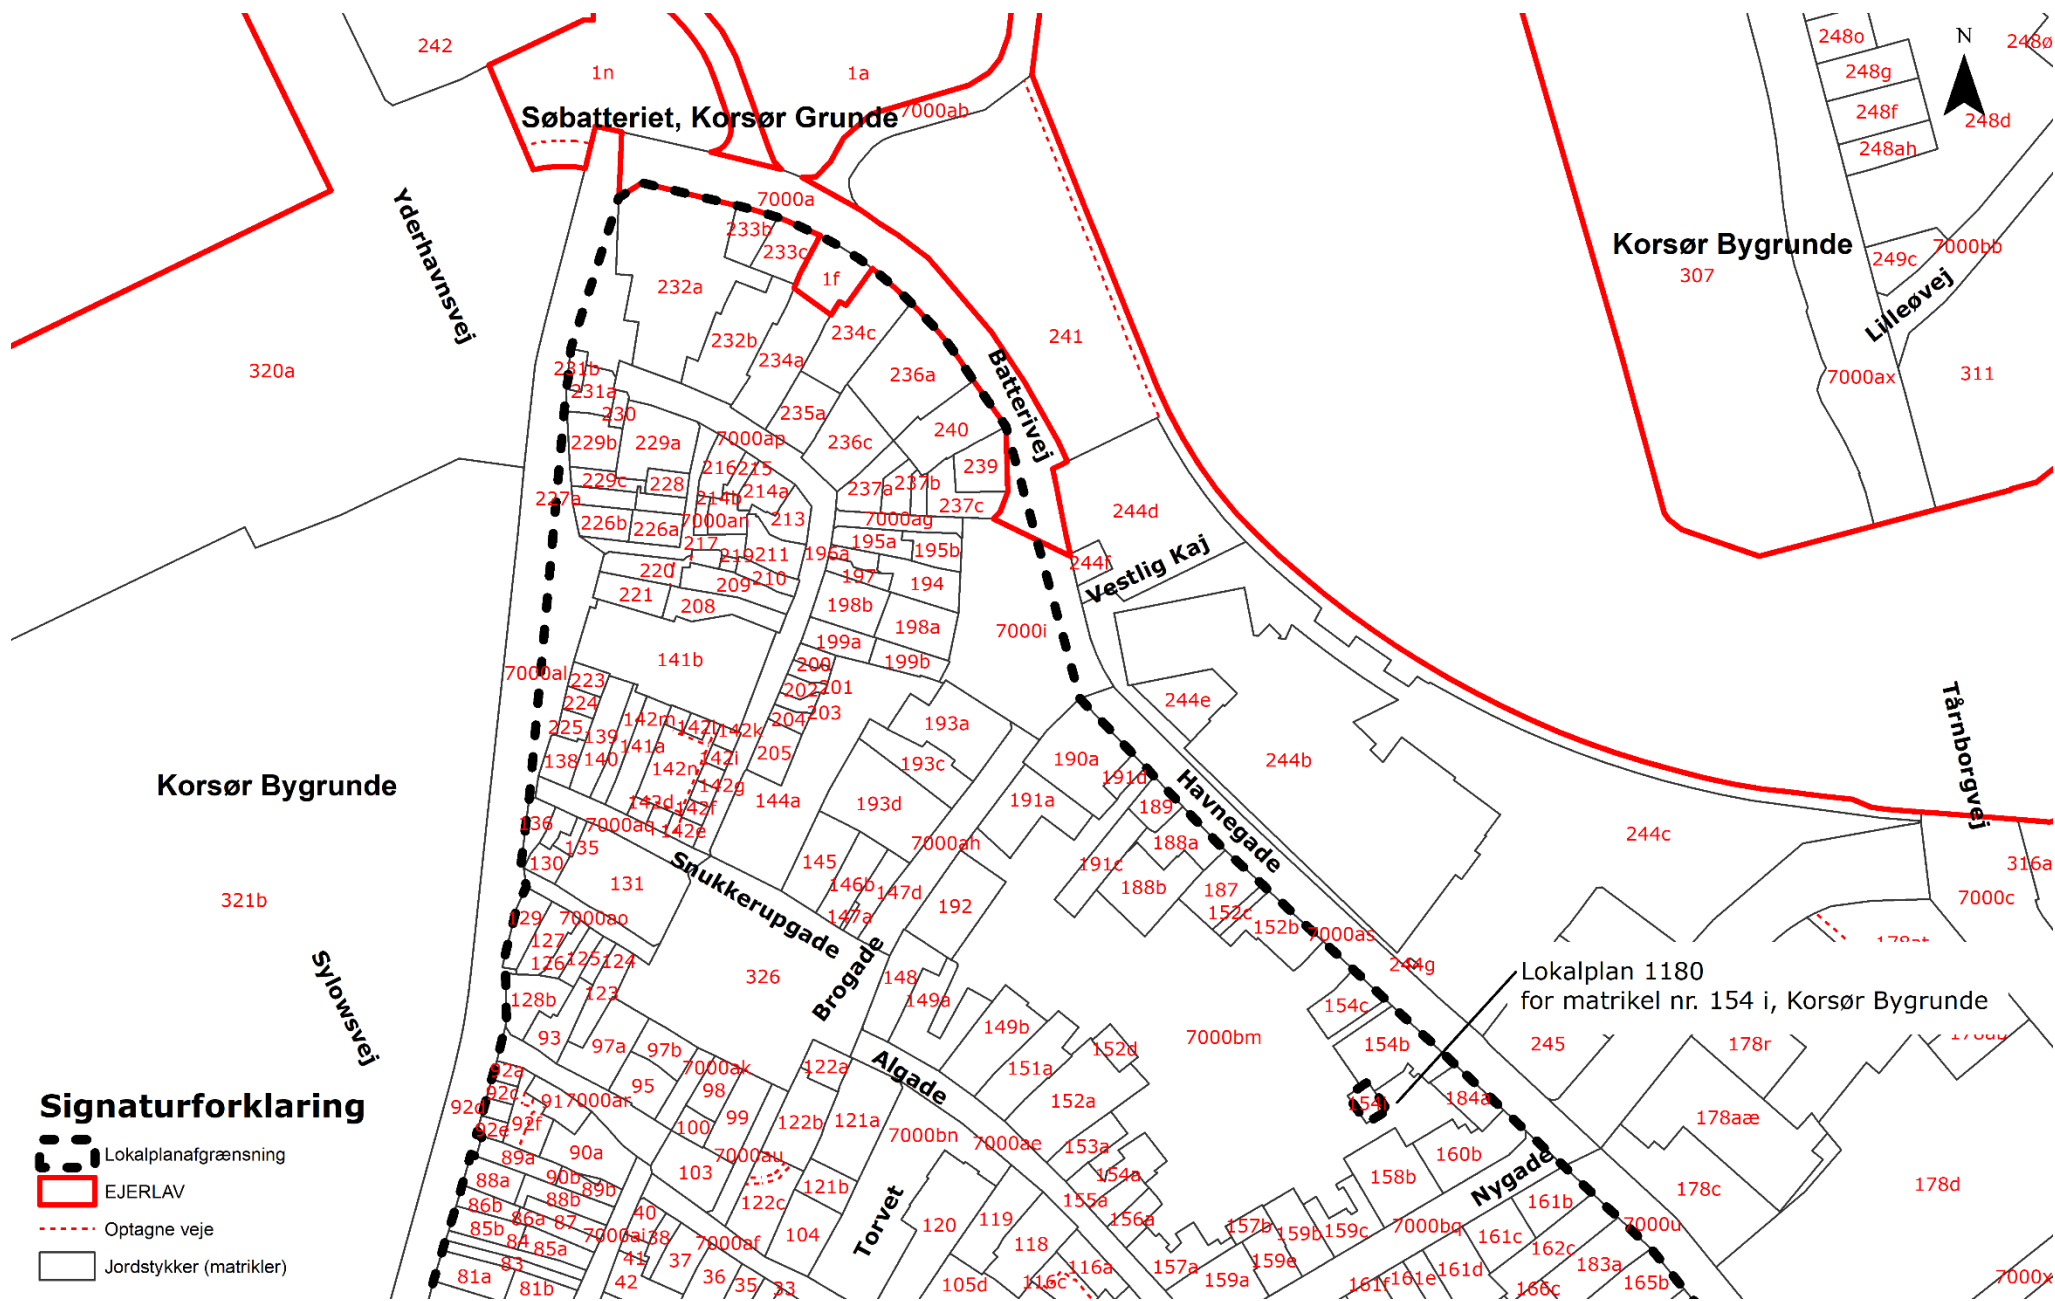 242
1n
1a
7000ab
Søbatteriet, Korsør Grunde
248o
248g
248f
248ah
248ø
248d
N
Yderhavnsvej
7000a
233b
233c
1f
232a
232b
234a
234c
236a
241
Batterivej
Korsør Bygrunde
307
249c
7000bb
Lilleøvej
7000ax
311
320a
231b
231a
230
229b
229a
7000ap
235a
236c
240
239
216
215
229c
228
214b
214a
237a
237b
237c
227a
226b
226a
7000an
213
7000ag
244d
217
219
211
196a
195a
195b
244f
Vestlig Kaj
220
209
210
197
194
221
208
198b
198a
7000i
199a
199b
141b
200
7000al
223
202
201
224
204
203
225
139
142m
142l
142k
193a
244e
138
140
141a
142n
142i
205
193c
190a
191d
244b
Tårnborgvej
Korsør Bygrunde
142d
142g
142f
142e
144a
193d
191a
189
Havnegade
136
7000aq
135
130
131
Snukkerupgade
145
146b
147d
147a
7000ah
188a
191c
188b
187
244c
316a
7000c
321b
129
7000ao
127
126
125
124
192
152c
152b
7000as
244g
178at
Sylowsvej
128b
123
326
Brogade
148
149a
149b
7000bm
154c
Lokalplan 1180
for matrikel nr. 154 i, Korsør Bygrunde
93
97a
97b
7000ak
122a
Algade
151a
152d
154b
245
178r
92a
92c
92d
92e
92f
91
7000ar
95
98
99
100
122b
121a
7000bn
7000ae
152a
154i
184a
178aæ
Signaturforklaring
Lokalplanafgrænsning
EJERLAV
Optagne veje
Jordstykker (matrikler)
89a
90a
103
7000au
153a
154a
158b
160b
Nygade
88a
90b
89b
88b
122c
121b
155a
156a
161b
178c
178d
86b
86a
87
85b
84
85a
40
7000ai
38
7000af
104
Torvet
120
119
118
157b
159b
159c
7000bq
161c
162c
7000u
83
81a
81b
41
42
37
36
35
33
105d
116c
116a
157a
159a
159e
161f
161e
161d
166c
183a
165b
7000x